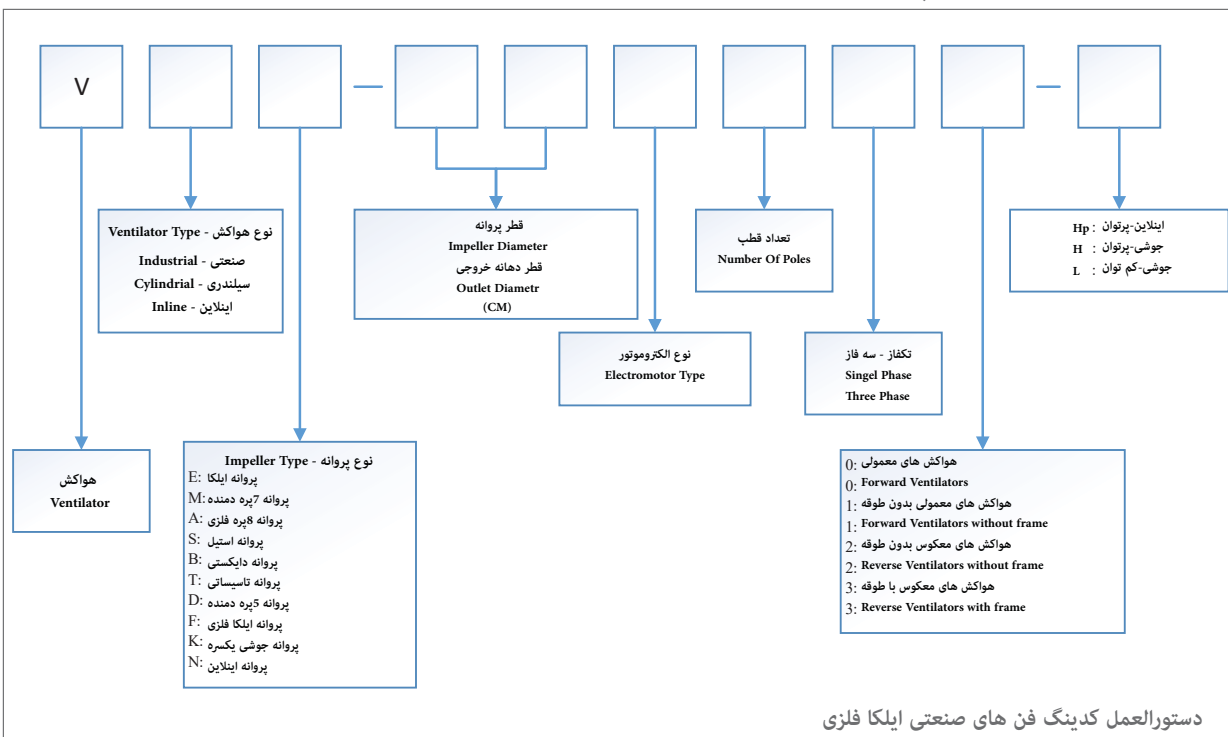 V
—
—
نوع هواکش - Ventilator Type
صنعتی - Industrial
سیلندری - Cylindrial
اینلاین - Inline
قطر پروانه
Impeller Diameter
قطر دهانه خروجی
Outlet Diametr
(CM)
تعداد قطب
Number Of Poles
اینلاین-پرتوان : Hp
جوشی-پرتوان : H
جوشی-کم توان : L
نوع الکتروموتور
Electromotor Type
تکفاز - سه فاز
Singel Phase
Three Phase
هواکش
Ventilator
نوع پروانه - Impeller Type
E: پروانه ایلکا
M: پروانه 7پره دمنده
A: پروانه 8پره فلزی
S: پروانه استیل
B: پروانه دایکستی
T: پروانه تاسیساتی
D: پروانه 5پره دمنده
F: پروانه ایلکا فلزی
K: پروانه جوشی یکسره
N: پروانه اینلاین
0: هواکش های معمولی
0: Forward Ventilators
1: هواکش های معمولی بدون طوقه
1: Forward Ventilators without frame
2: هواکش های معکوس بدون طوقه
2: Reverse Ventilators without frame
3: هواکش های معکوس با طوقه
3: Reverse Ventilators with frame
دستورالعمل کدینگ فن های صنعتی ایلکا فلزی